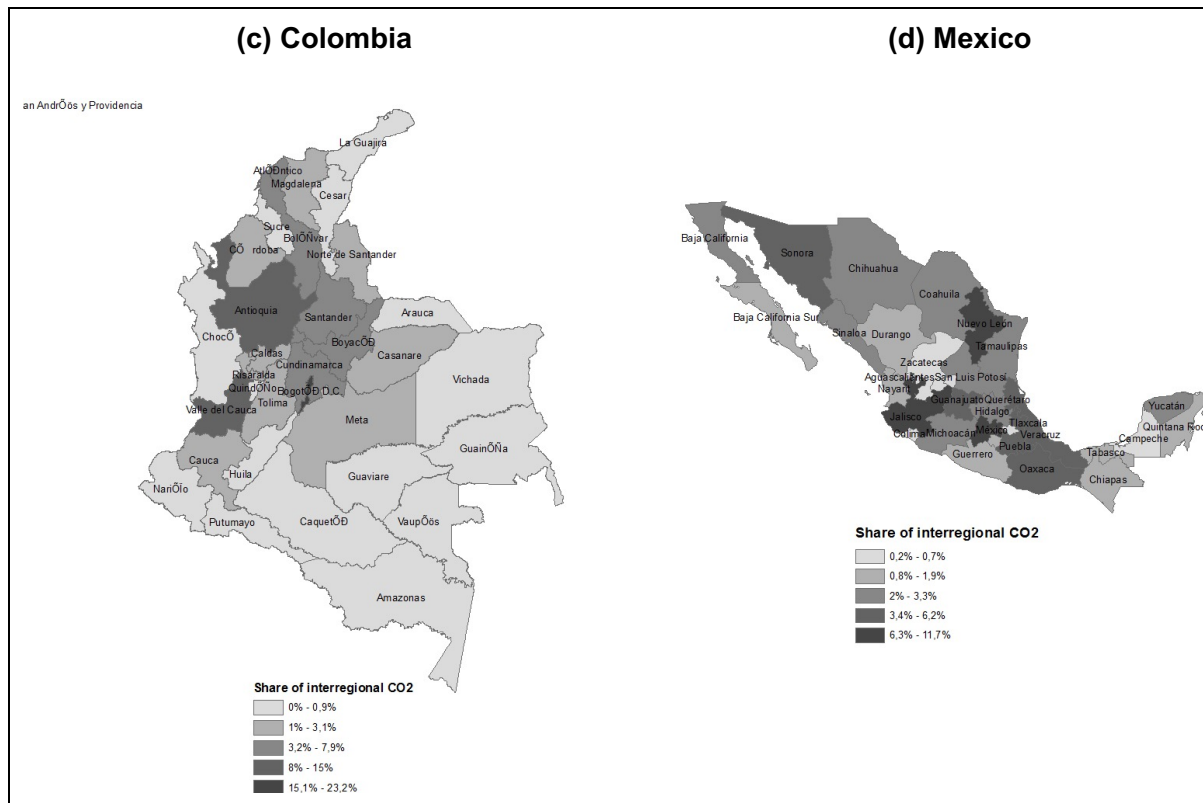 (c) Colombia
an AndrÕös y Providencia
La Guajira
AtlÕÐntico
Magdalena
Cesar
Sucre
BolÕÑvar
CÕ rdoba
Norte de Santander
Antioquia
Santander
Arauca
ChocÕ
BoyacÕÐ
Caldas
Casanare
Cundinamarca
Risaralda
Vichada
QuindÕÑo
BogotÕÐ D.C.
Tolima
Valle del Cauca
Meta
Cauca
GuainÕÑa
Huila
Guaviare
NariÕÍo
Putumayo
CaquetÕÐ
VaupÕös
Amazonas
Share of interregional CO2
0% - 0,9%
1% - 3,1%
3,2% - 7,9%
8% - 15%
15,1% - 23,2%
(d) Mexico
Baja California
Sonora
Chihuahua
Coahuila
Baja California Sur
Nuevo León
Sinaloa
Durango
Tamaulipas
Zacatecas
Aguascalientes
San Luis Potosí
Nayarit
Guanajuato
Querétaro
Yucatán
Hidalgo
Jalisco
Tlaxcala
Quintana Roo
Colima
Michoacán
México
Veracruz
Campeche
Puebla
Tabasco
Guerrero
Oaxaca
Chiapas
Share of interregional CO2
0,2% - 0,7%
0,8% - 1,9%
2% - 3,3%
3,4% - 6,2%
6,3% - 11,7%